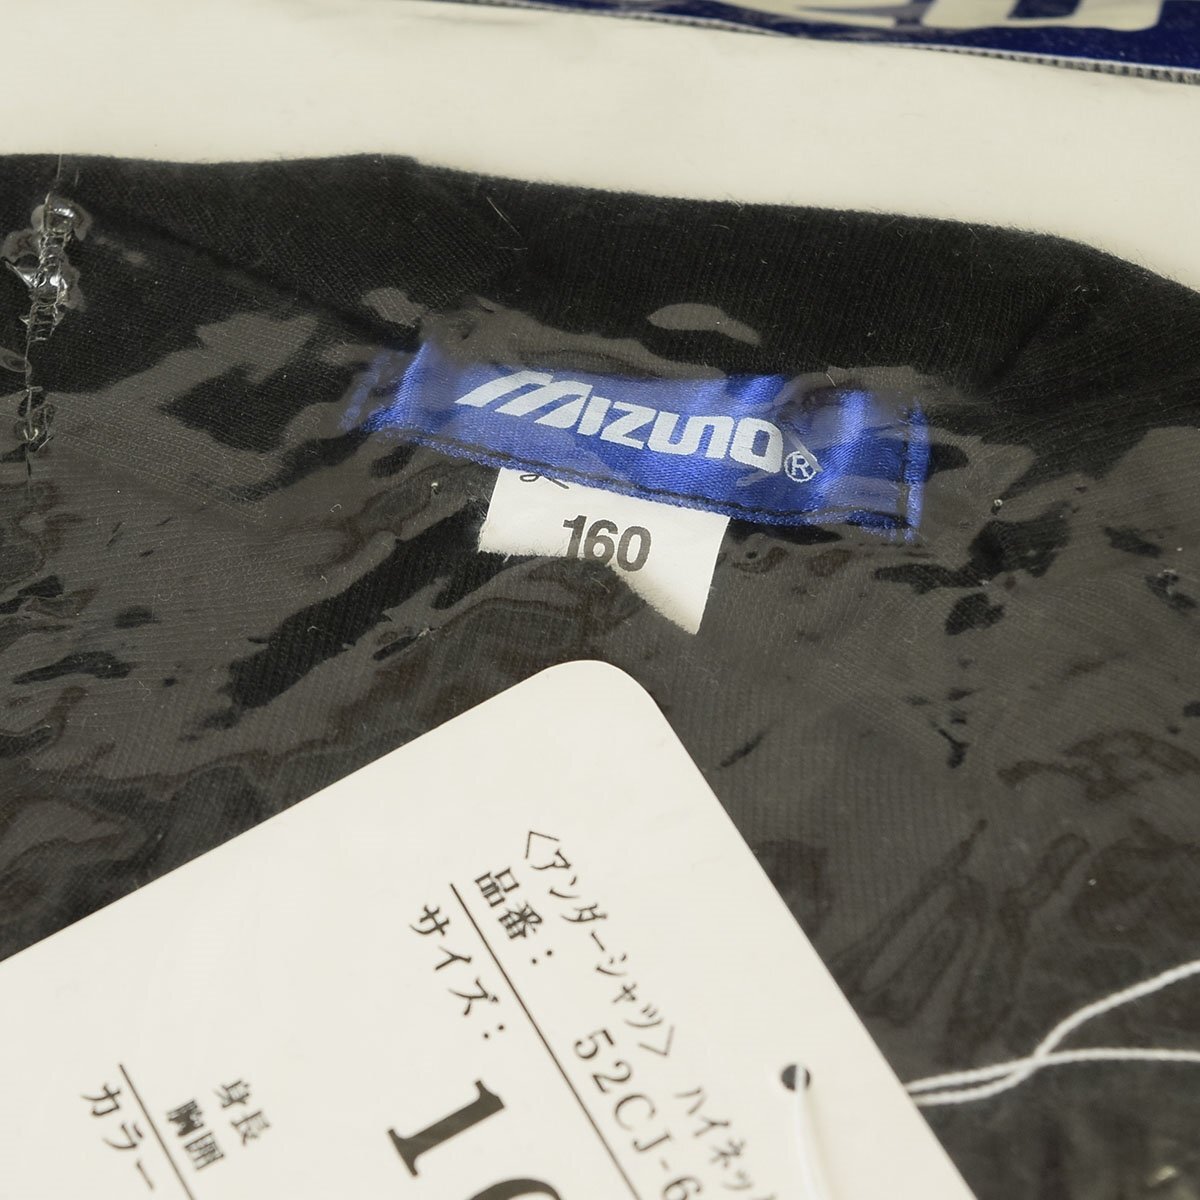 MIZUNO®
160
〈アンダーシャツ〉 ハイネッ
品番: 52CJ-6
サイズ: 1
身長
胸囲
カラー